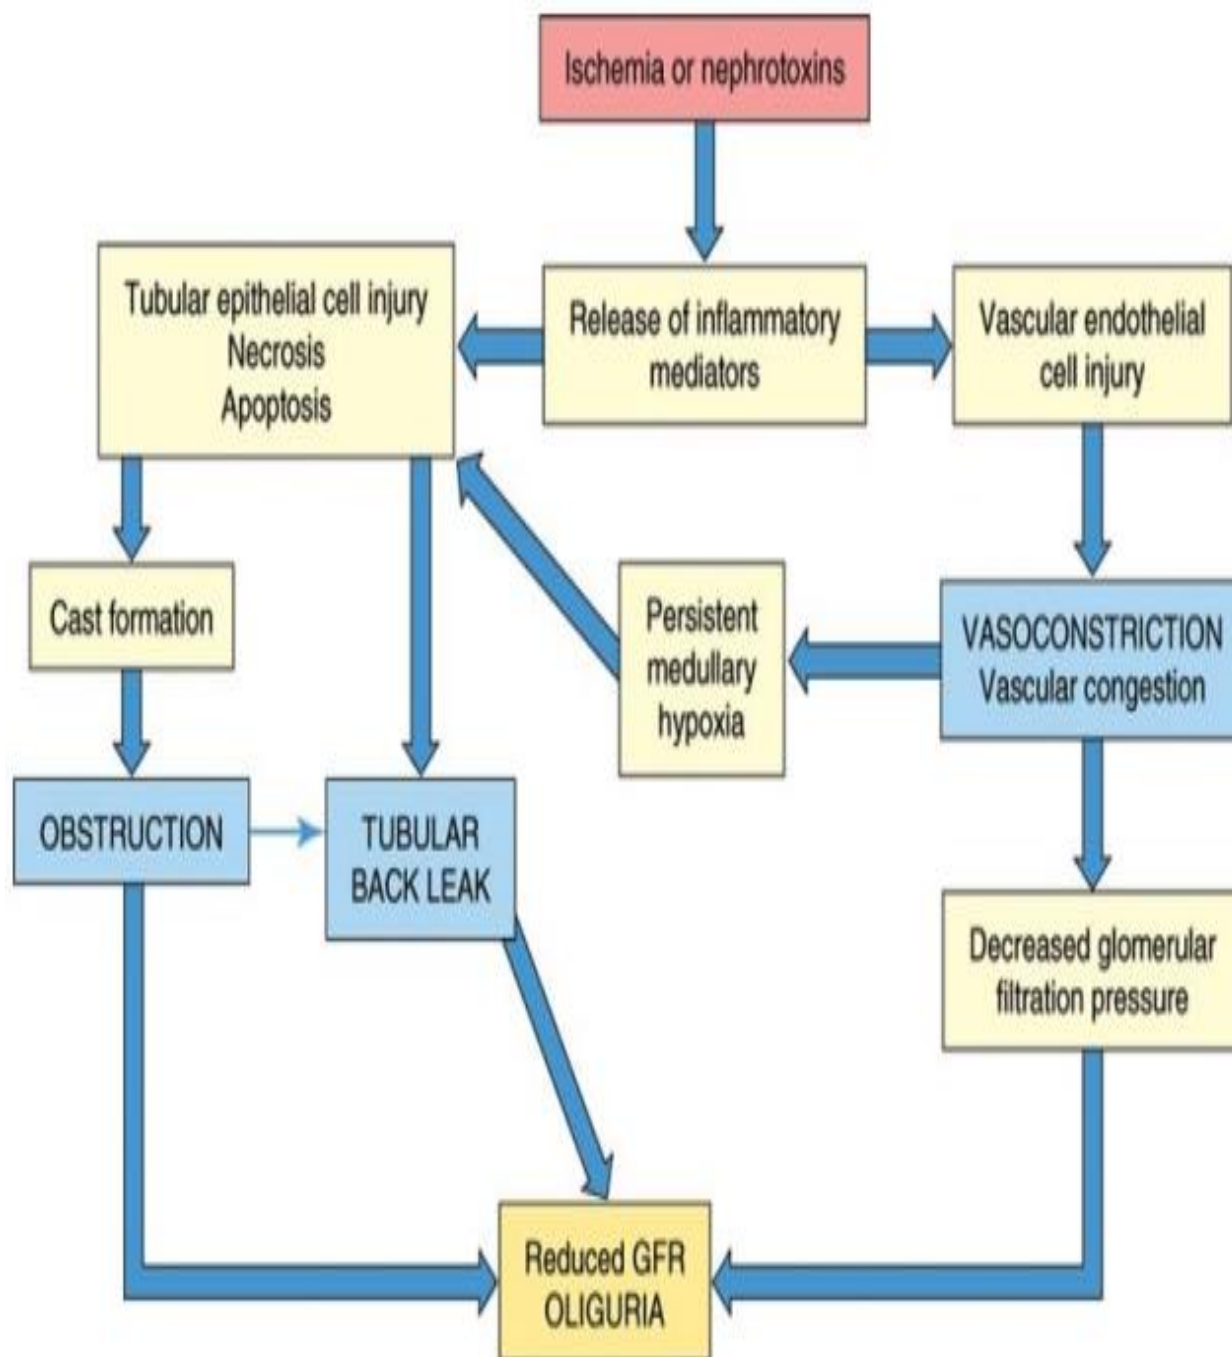 Ischemia or nephrotoxins
Tubular epithelial cell injury
Necrosis
Apoptosis
Release of inflammatory
mediators
Vascular endothelial
cell injury
Cast formation
Persistent
medullary
hypoxia
VASOCONSTRICTION
Vascular congestion
OBSTRUCTION
TUBULAR
BACK LEAK
Decreased glomerular
filtration pressure
Reduced GFR
OLIGURIA